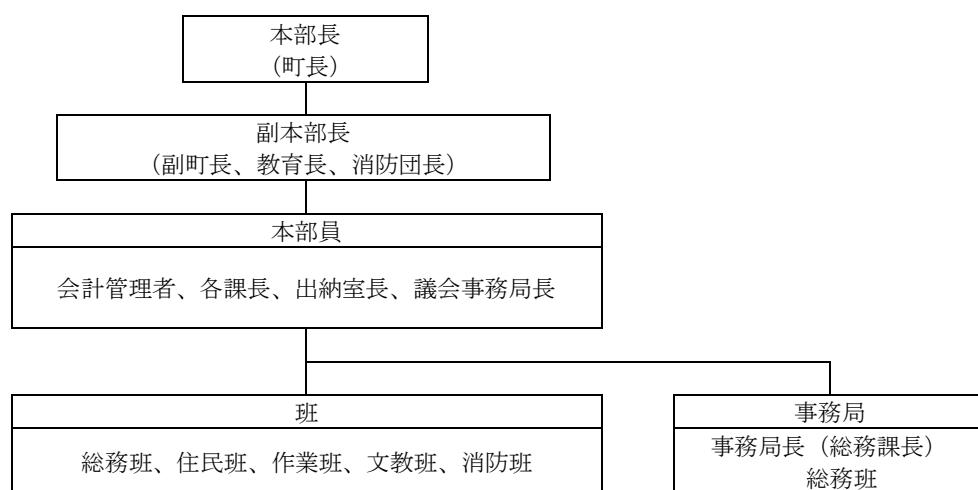 本部長
（町長）
副本部長
（副町長、教育長、消防団長）
本部員
会計管理者、各課長、出納室長、議会事務局長
班
総務班、住民班、作業班、文教班、消防班
事務局
事務局長（総務課長）
総務班